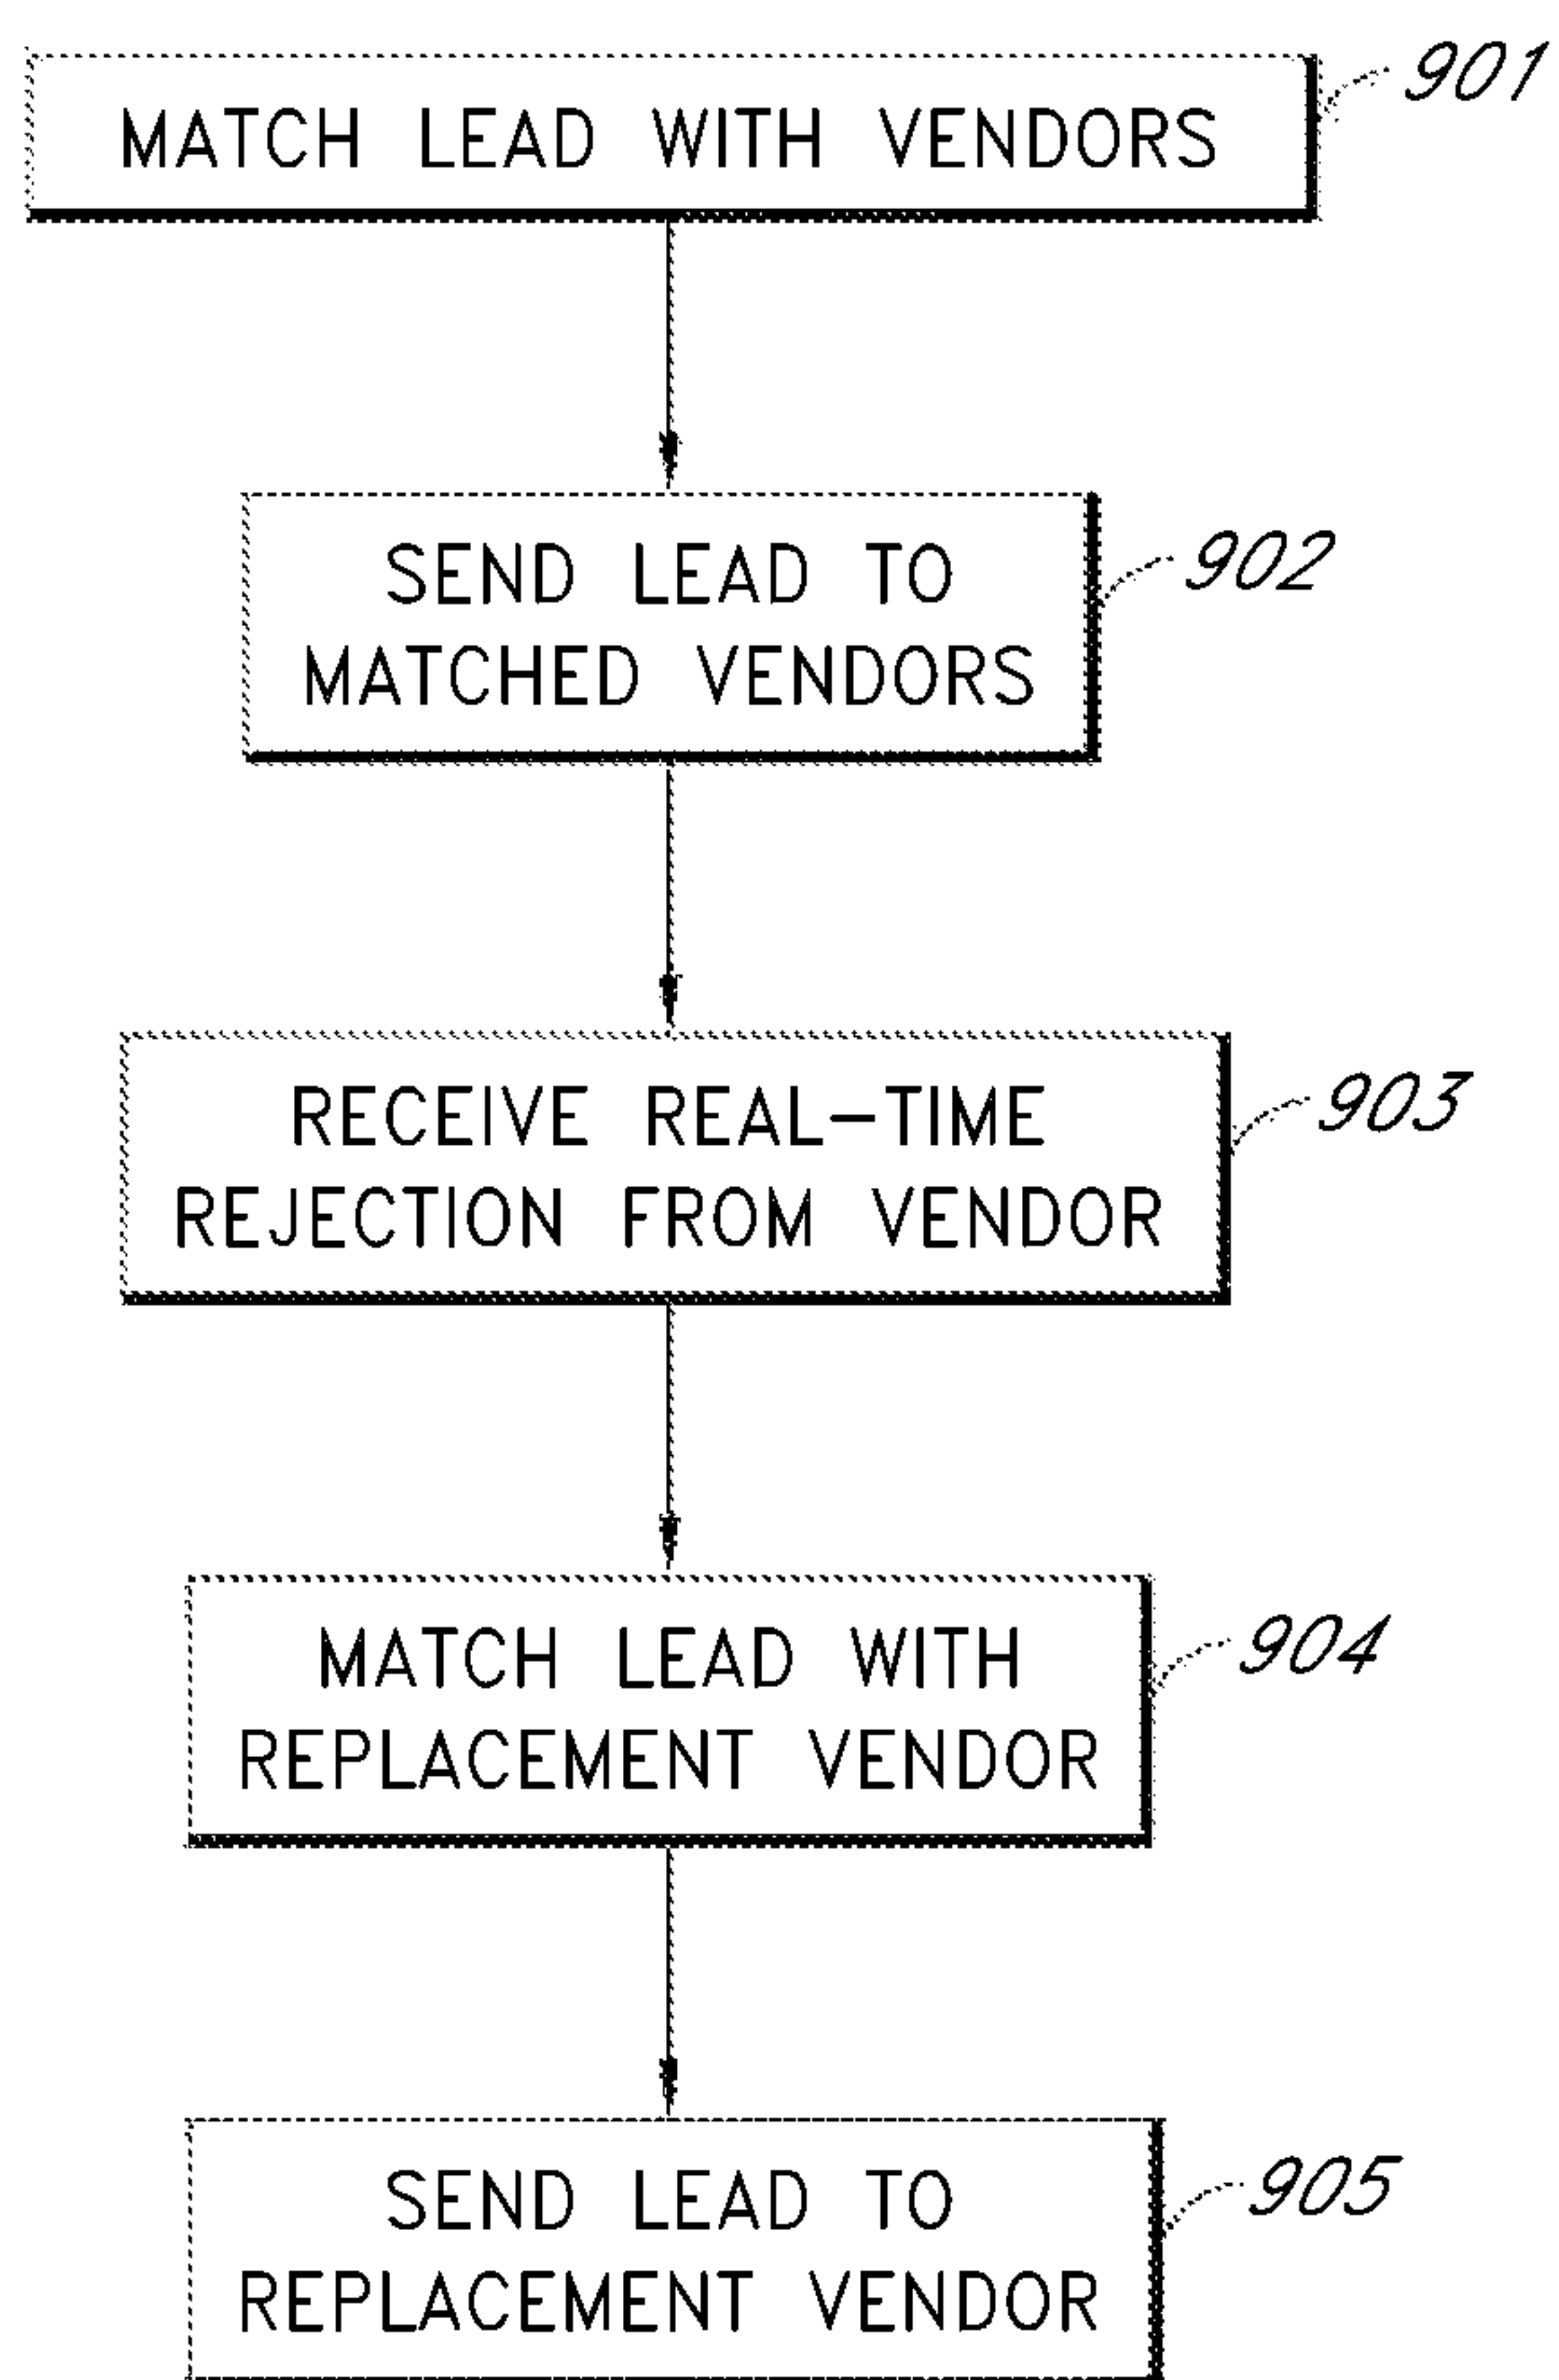 MATCH LEAD WITH VENDORS
901
SEND LEAD TO
MATCHED VENDORS
902
RECEIVE REAL-TIME
REJECTION FROM VENDOR
903
MATCH LEAD WITH
REPLACEMENT VENDOR
904
SEND LEAD TO
REPLACEMENT VENDOR
905